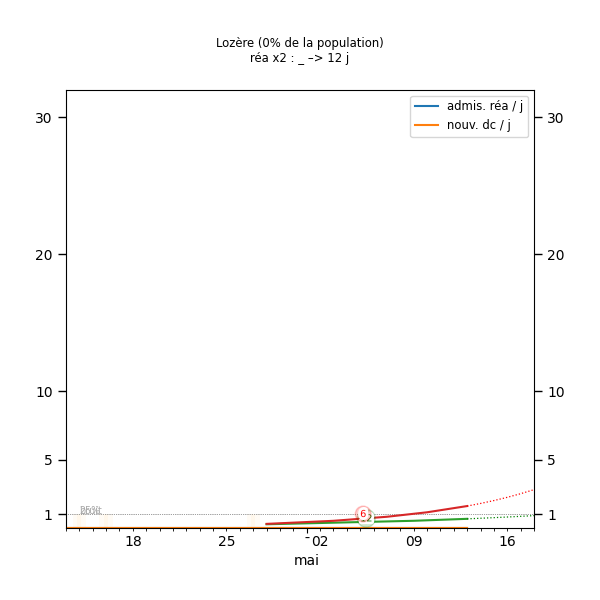 Lozère (0% de la population)
réa x2 : _ –> 12 j
admis. réa / j
nouv. dc / j
30 30
20 20
10 10
5 5
1 1
6
18 25 02 09 16
mai